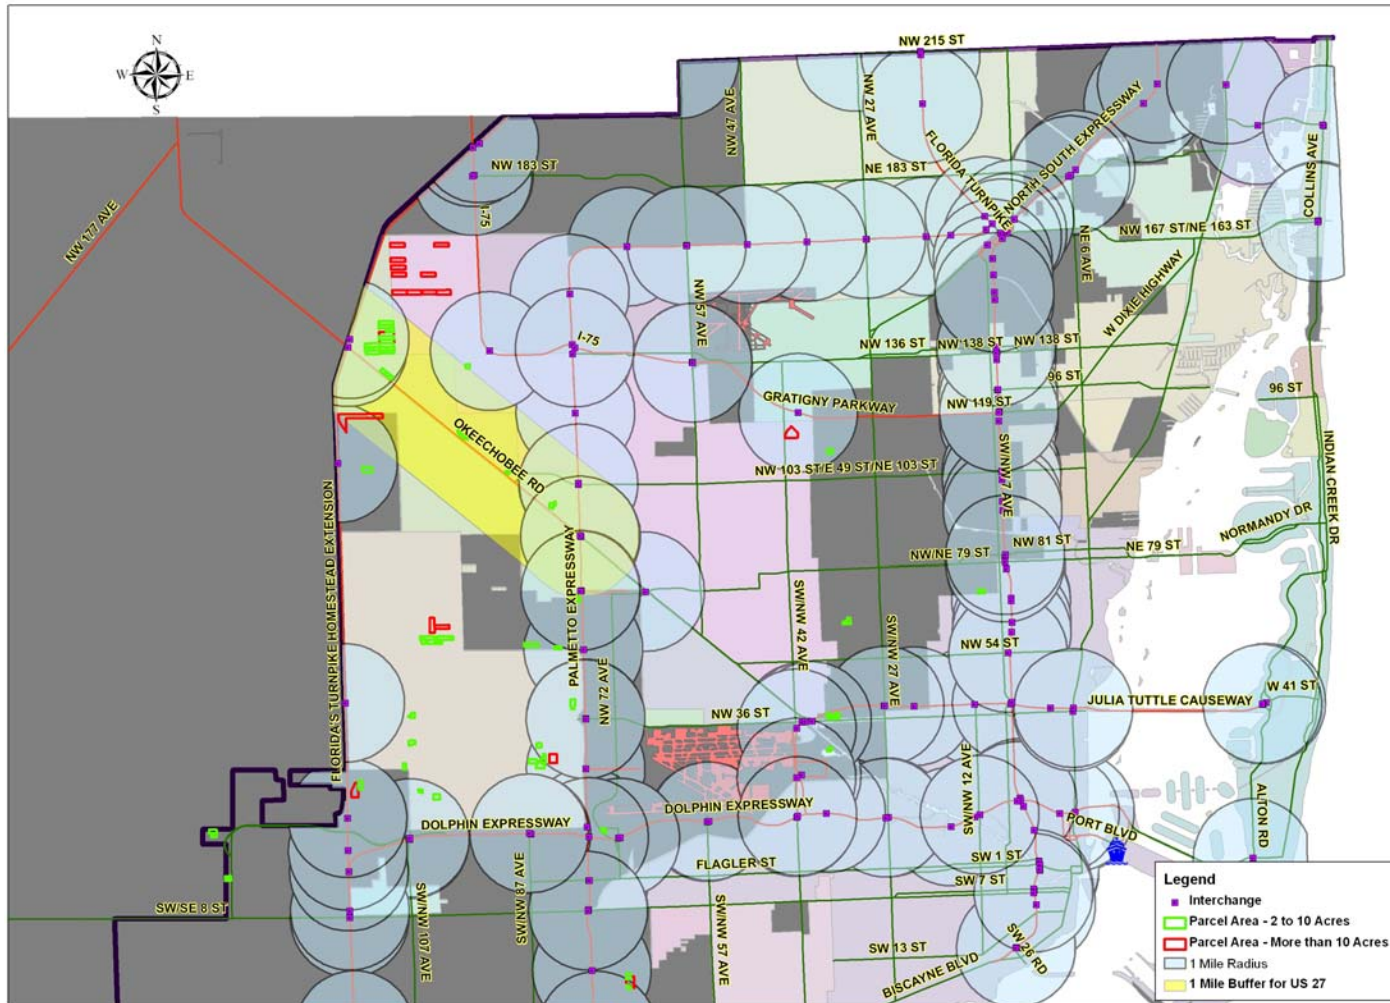 N
W E
S
NW 215 ST
NW 47 AVE
NW 27 AVE
NORTH SOUTH EXPRESSWAY
FLORIDA TURNPIKE
COLLINS AVE
NW 183 ST
NE 183 ST
I-75
NW 177 AVE
NE 6 AVE
NW 167 ST/NE 163 ST
W DIXIE HIGHWAY
NW 57 AVE
I-75
NW 136 ST
NW 138 ST
NW 138 ST
96 ST
96 ST
GRATIGNY PARKWAY
NW 119 ST
OKEECHOBEE RD
NW 103 ST/E 49 ST/NE 103 ST
SW/NW 7 AVE
INDIAN CREEK DR
NORMANDY DR
FLORIDA'S TURNPIKE HOMESTEAD EXTENSION
NW/NE 79 ST
NW 81 ST
NE 79 ST
PALMETTO EXPRESSWAY
SW/NW 42 AVE
SW/NW 27 AVE
NW 54 ST
NW 72 AVE
NW 36 ST
JULIA TUTTLE CAUSEWAY
W 41 ST
SW/NW 12 AVE
DOLPHIN EXPRESSWAY
DOLPHIN EXPRESSWAY
PORT BLVD
ALTON RD
FLAGLER ST
SW 1 ST
SW 7 ST
SW/SE 8 ST
SW/NW 107 AVE
SW/NW 87 AVE
SW/NW 57 AVE
SW 13 ST
SW 26 RD
BISCAYNE BLVD
Legend
Interchange
Parcel Area - 2 to 10 Acres
Parcel Area - More than 10 Acres
1 Mile Radius
1 Mile Buffer for US 27